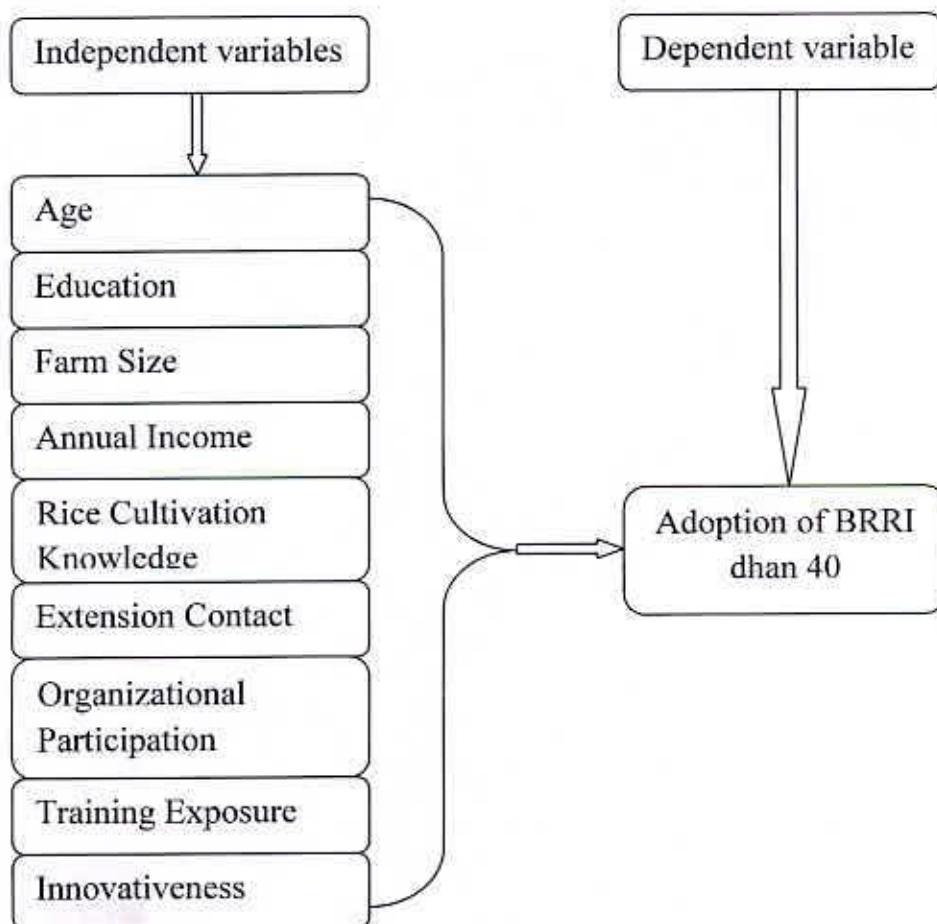 Independent variables
Dependent variable
Age
Education
Farm Size
Annual Income
Rice Cultivation
Knowledge
Extension Contact
Organizational
Participation
Training Exposure
Innovativeness
Adoption of BRRI
dhan 40